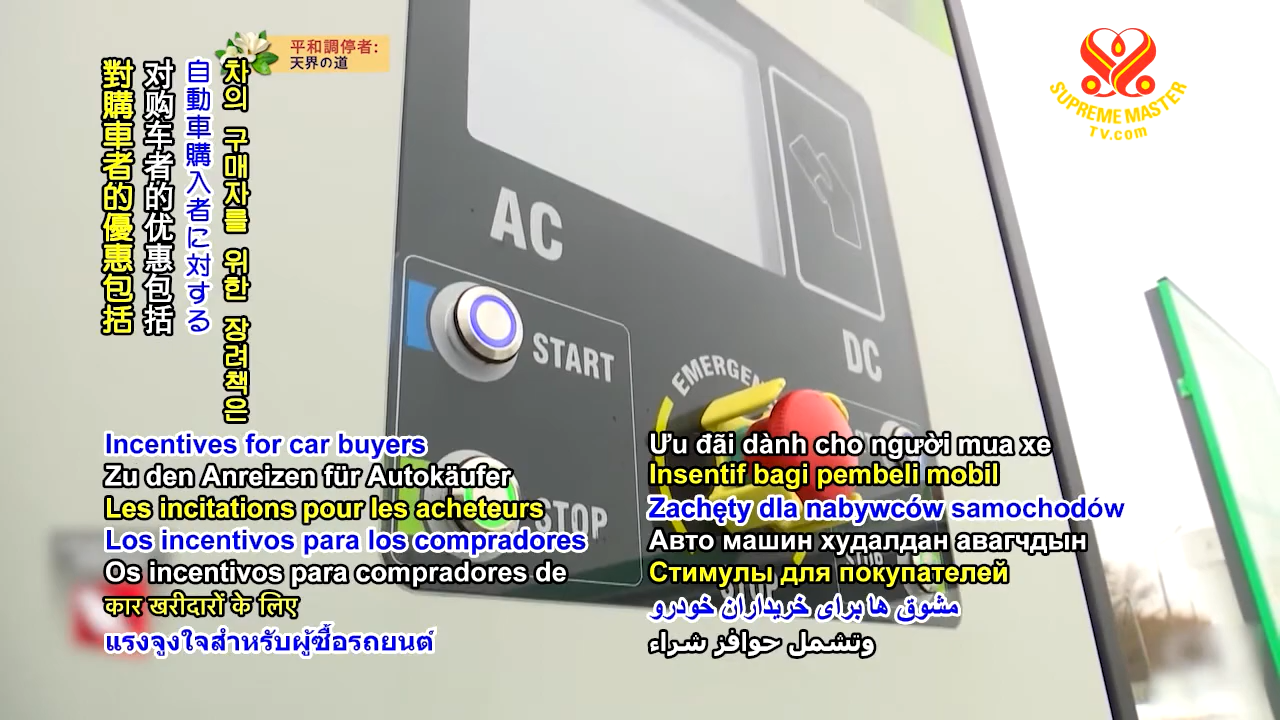 平和調停者:
天界の道
SUPREME MASTER
TV.com
對購車者的優惠包括
对购车者的优惠包括
自動車購入者に対する
차의 구매자를 위한 장려책은
AC
START
DC
STOP
STOP
Incentives for car buyers
Zu den Anreizen für Autokäufer
Les incitations pour les acheteurs
Los incentivos para los compradores
Os incentivos para compradores de
कार खरीदारों के लिए
แรงจูงใจสำหรับผู้ซื้อรถยนต์
Ưu đãi dành cho người mua xe
Insentif bagi pembeli mobil
Zachęty dla nabywców samochodów
Авто машин худалдан авагчдын
Стимулы для покупателей
مشوق ها برای خریداران خودرو
وتشمل حوافز شراء